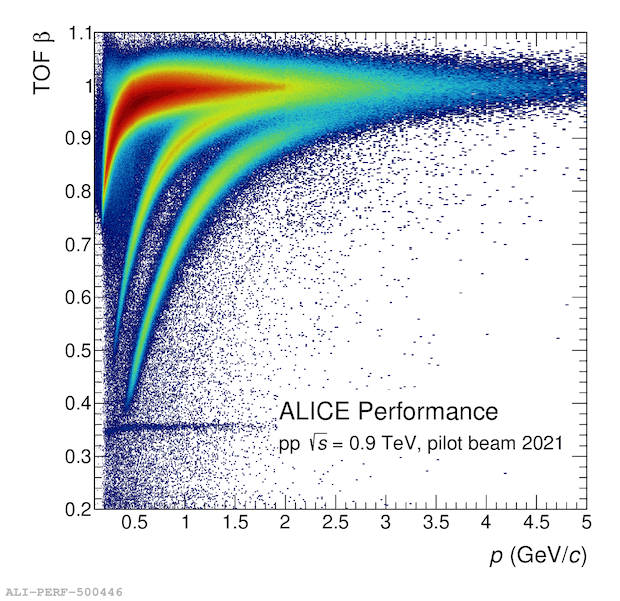 TOF β
1.1
1
0.9
0.8
0.7
0.6
0.5
0.4
0.3
0.2
ALICE Performance
pp √s = 0.9 TeV, pilot beam 2021
0.5 1 1.5 2 2.5 3 3.5 4 4.5 5
p (GeV/c)
ALI-PERF-500446